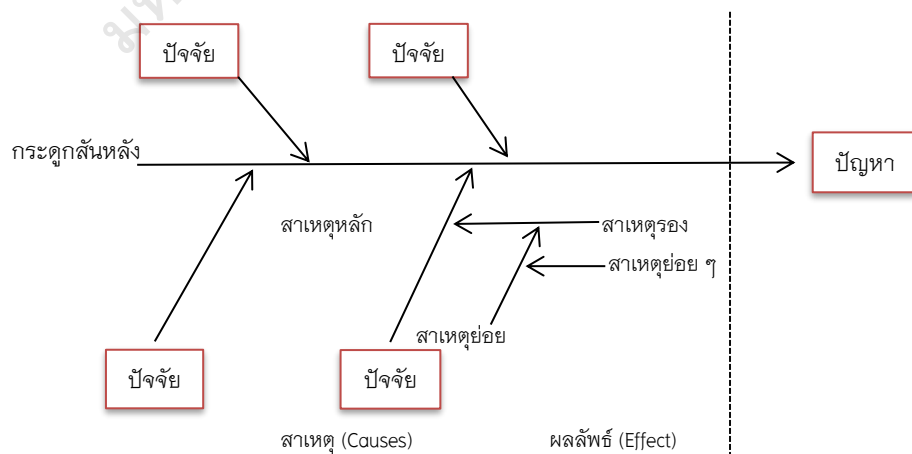 ปัจจัย
ปัจจัย
กระดูกสันหลัง
ปัญหา
สาเหตุหลัก
สาเหตุรอง
สาเหตุย่อย ๆ
สาเหตุย่อย
ปัจจัย
ปัจจัย
สาเหตุ (Causes)
ผลลัพธ์ (Effect)